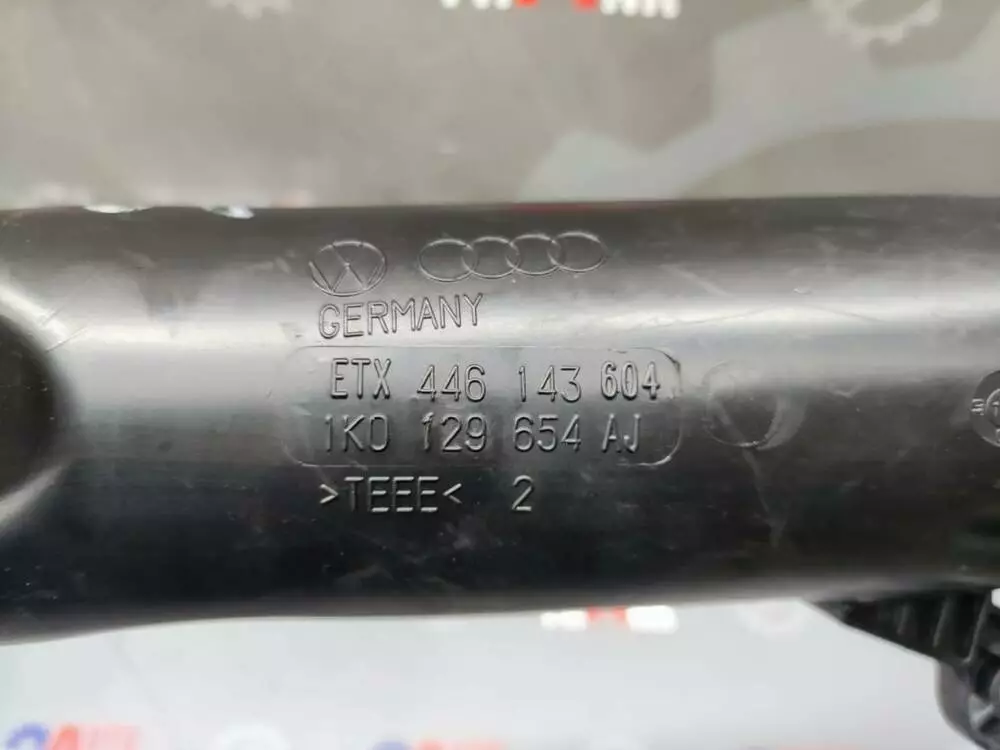 GERMANY
ETX 446 143 604
1K0 129 654 AJ
>TEEE< 2